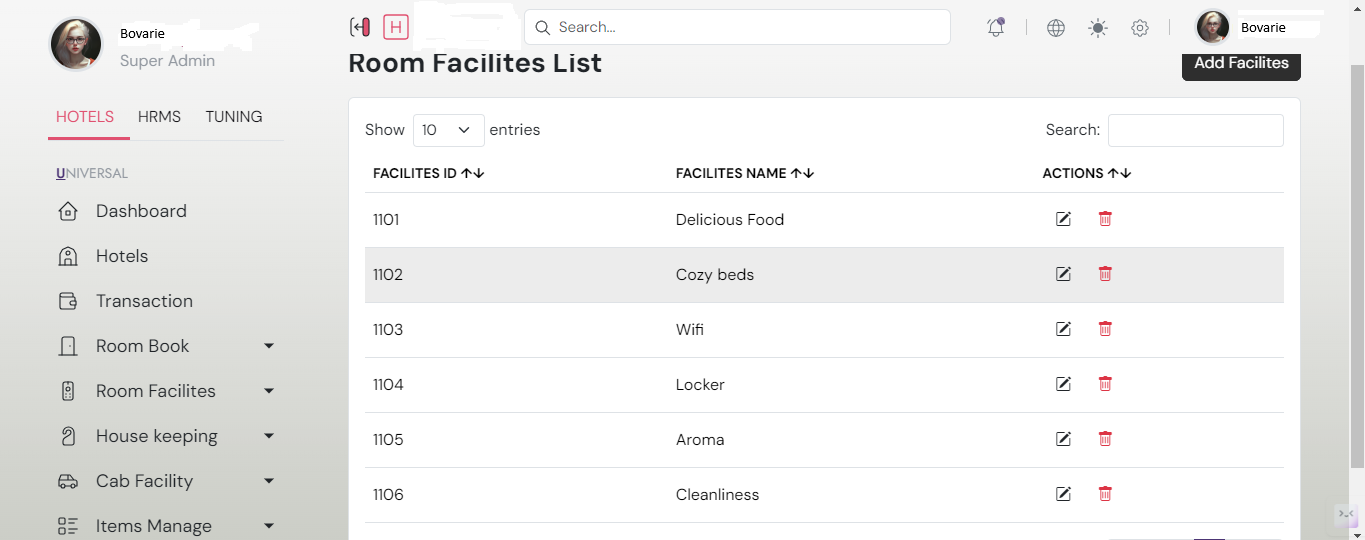 Bovarie
Super Admin
HOTELS HRMS TUNING
UNIVERSAL
Dashboard
Hotels
Transaction
Room Book
Room Facilites
House keeping
Cab Facility
Items Manage
H
Search...
Bovarie
Room Facilites List
Add Facilites
Show 10 entries
Search:
FACILITES ID FACILITES NAME ACTIONS
1101 Delicious Food
1102 Cozy beds
1103 Wifi
1104 Locker
1105 Aroma
1106 Cleanliness